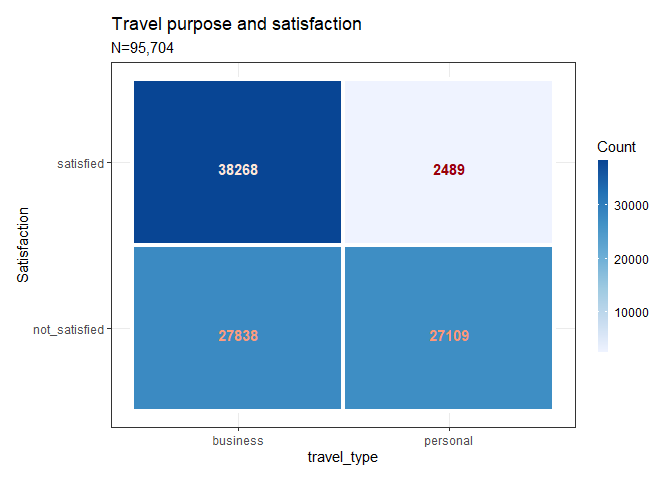 Travel purpose and satisfaction
N=95,704
satisfied
38268
2489
not_satisfied
27838
27109
business
personal
travel_type
Satisfaction
Count
30000
20000
10000